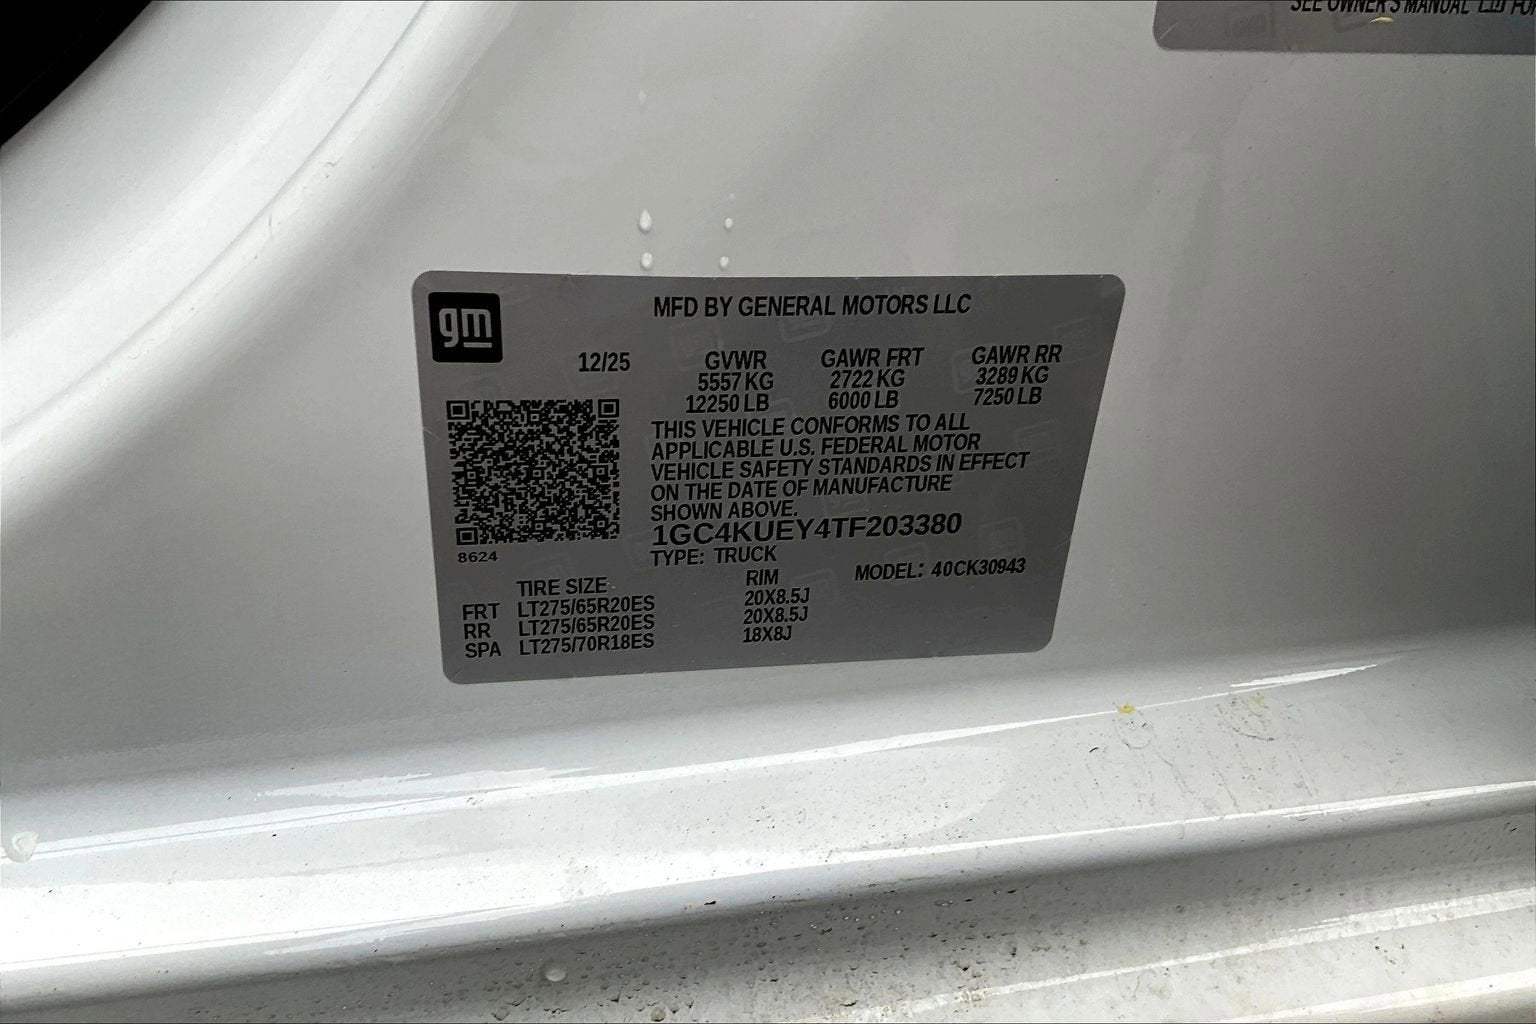 SEE OWNER'S MANUAL
gm
MFD BY GENERAL MOTORS LLC
12/25 GVWR GAWR FRT GAWR RR
5557 KG 2722 KG 3289 KG
12250 LB 6000 LB 7250 LB
THIS VEHICLE CONFORMS TO ALL
APPLICABLE U.S. FEDERAL MOTOR
VEHICLE SAFETY STANDARDS IN EFFECT
ON THE DATE OF MANUFACTURE
SHOWN ABOVE.
1GC4KUEY4TF203380
8624
TYPE: TRUCK
MODEL: 40CK30943
TIRE SIZE RIM
FRT LT275/65R20ES 20X8.5J
RR LT275/65R20ES 20X8.5J
SPA LT275/70R18ES 18X8J